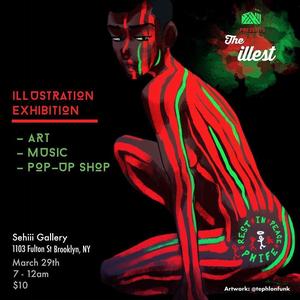 PRESENTS
The
illest
ILLUSTRATION
EXHIBITION
- ART
- MUSIC
- POP-UP SHOP
Sehiii Gallery
1103 Fulton St Brooklyn, NY
March 29th
7 - 12am
$10
REST IN PEACE
PHIFE
Artwork: @tephlonfunk